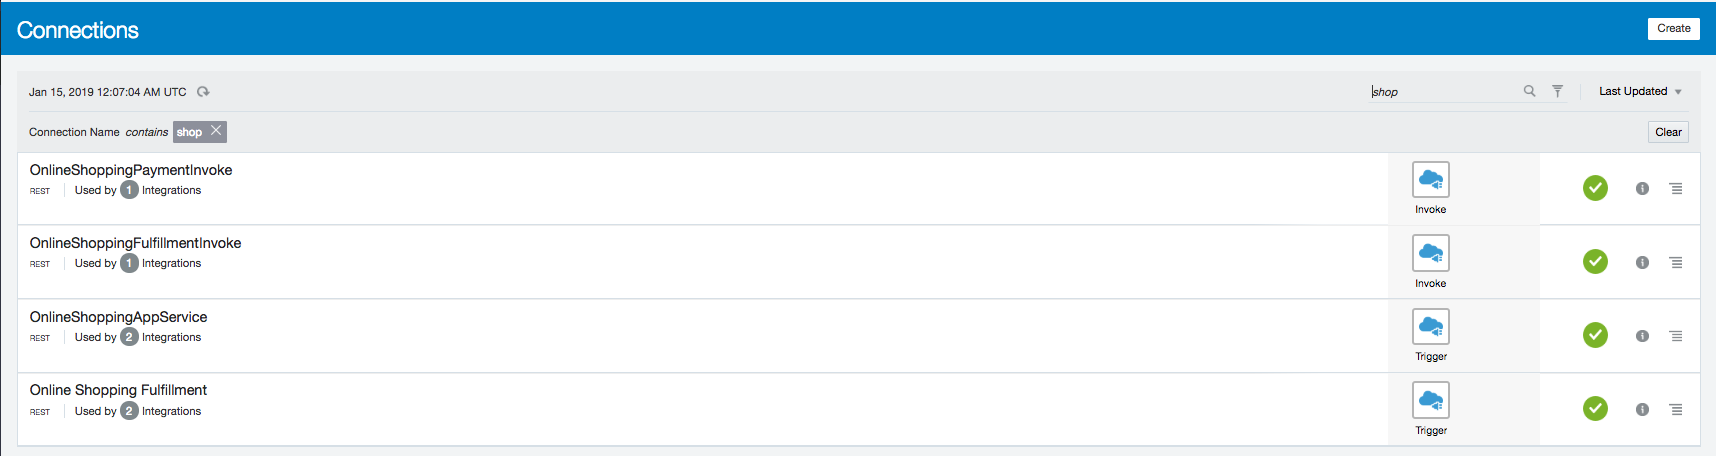 Connections
Create
Jan 15, 2019 12:07:04 AM UTC
shop
Last Updated
Connection Name contains shop
Clear
OnlineShoppingPaymentInvoke
REST Used by 1 Integrations
Invoke
OnlineShoppingFulfillmentInvoke
REST Used by 1 Integrations
Invoke
OnlineShoppingAppService
REST Used by 2 Integrations
Trigger
Online Shopping Fulfillment
REST Used by 2 Integrations
Trigger